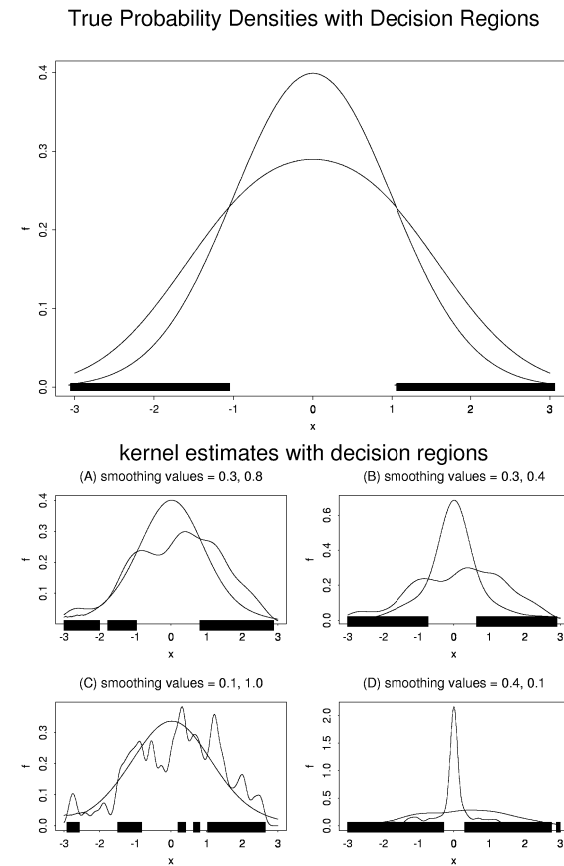 True Probability Densities with Decision Regions
0.4
0.3
0.2
0.1
0.0
f
-3 -2 -1 0 1 2 3
x
kernel estimates with decision regions
(A) smoothing values = 0.3, 0.8
(B) smoothing values = 0.3, 0.4
0.4
0.3
0.2
0.1
f
-3 -2 -1 0 1 2 3
x
0.6
0.4
0.2
0.0
f
-3 -2 -1 0 1 2 3
x
(C) smoothing values = 0.1, 1.0
(D) smoothing values = 0.4, 0.1
0.3
0.2
0.1
0.0
f
-3 -2 -1 0 1 2 3
x
2.0
1.5
1.0
0.5
0.0
f
-3 -2 -1 0 1 2 3
x